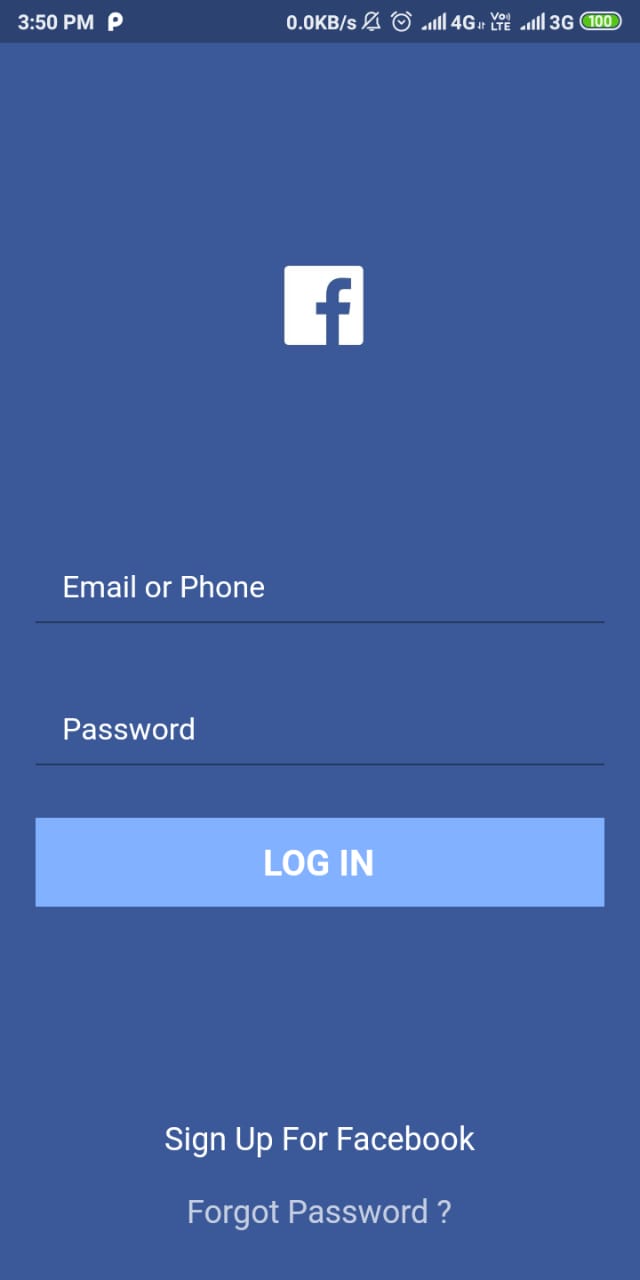 3:50 PM 0.0KB/s 4G Vo) LTE 3G 100
f
Email or Phone
Password
LOG IN
Sign Up For Facebook
Forgot Password ?